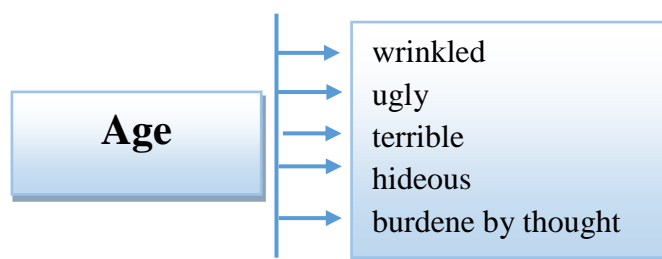 Age
wrinkled
ugly
terrible
hideous
burdene by thought